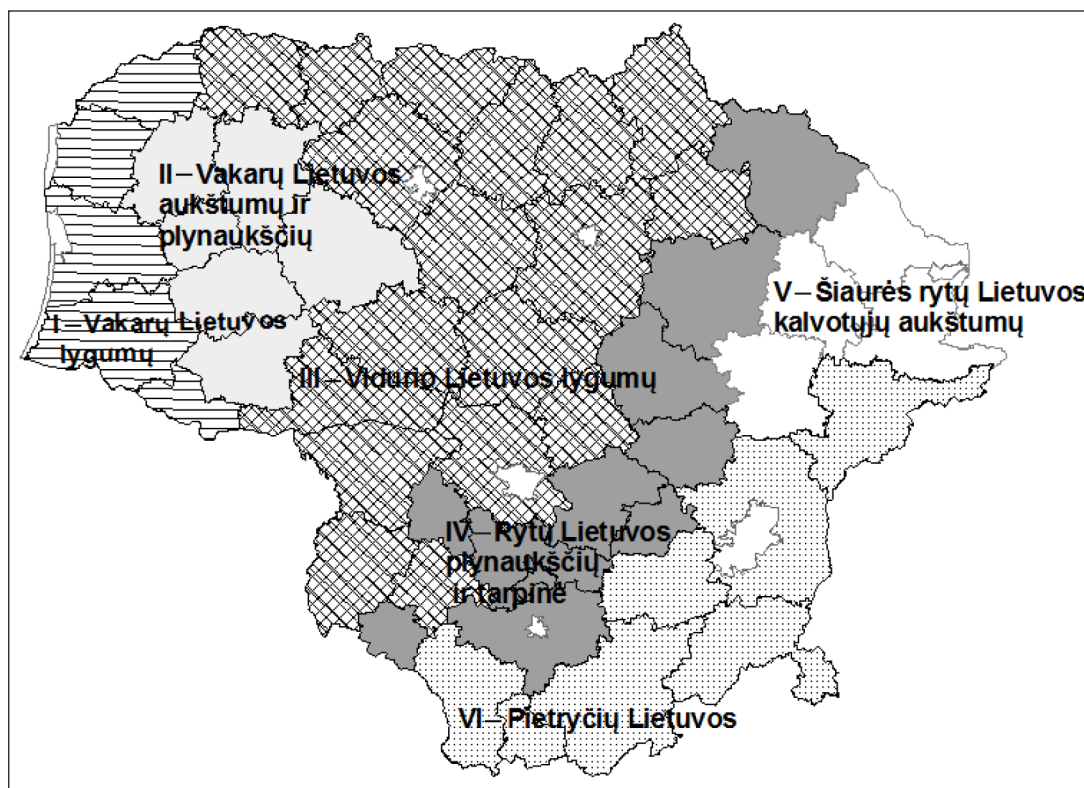 II–Vakarų Lietuvos
aukštumų ir
plynaukščių
V–Šiaurės rytų Lietuvos
kalvotųjų aukštumų
I–Vakarų Lietuvos
lygumų
III–Vidurio Lietuvos lygumų
IV–Rytų Lietuvos
plynaukščių
ir tarpinė
VI–Pietryčių Lietuvos